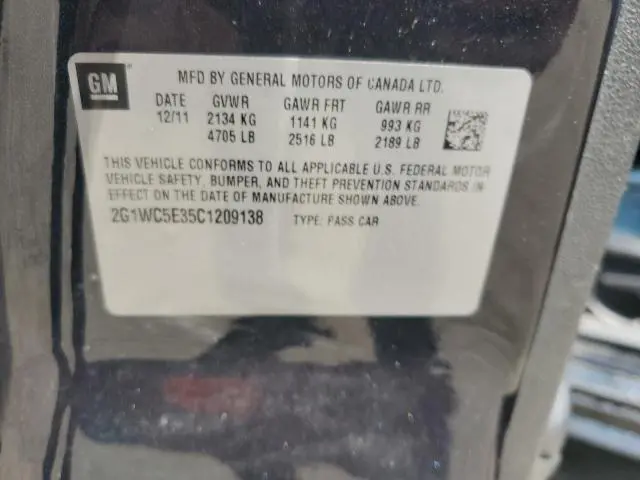 GM
MFD BY GENERAL MOTORS OF CANADA LTD.
DATE GVWR GAWR FRT GAWR RR
12/11 2134 KG 1141 KG 993 KG
4705 LB 2516 LB 2189 LB
THIS VEHICLE CONFORMS TO ALL APPLICABLE U.S. FEDERAL MOTOR
VEHICLE SAFETY, BUMPER, AND THEFT PREVENTION STANDARDS IN
EFFECT ON THE DATE OF MANUFACTURE SHOWN ABOVE.
2G1WC5E35C1209138 TYPE: PASS CAR